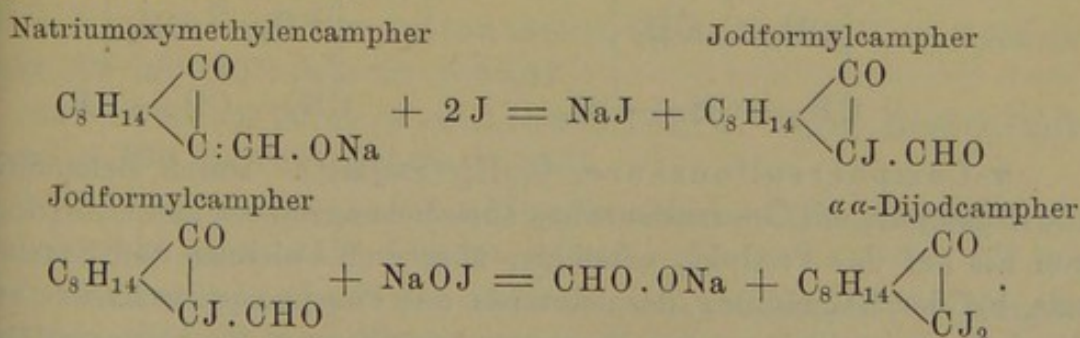 Natriumoxymethylencampher Jodformylcampher
CO CO
C₈H₁₄ + 2 J = NaJ + C₈H₁₄
C:CH.ONa CJ.CHO
Jodformylcampher αα-Dijodcampher
CO CO
C₈H₁₄ + NaOJ = CHO.ONa + C₈H₁₄ .
CJ.CHO CJ₂